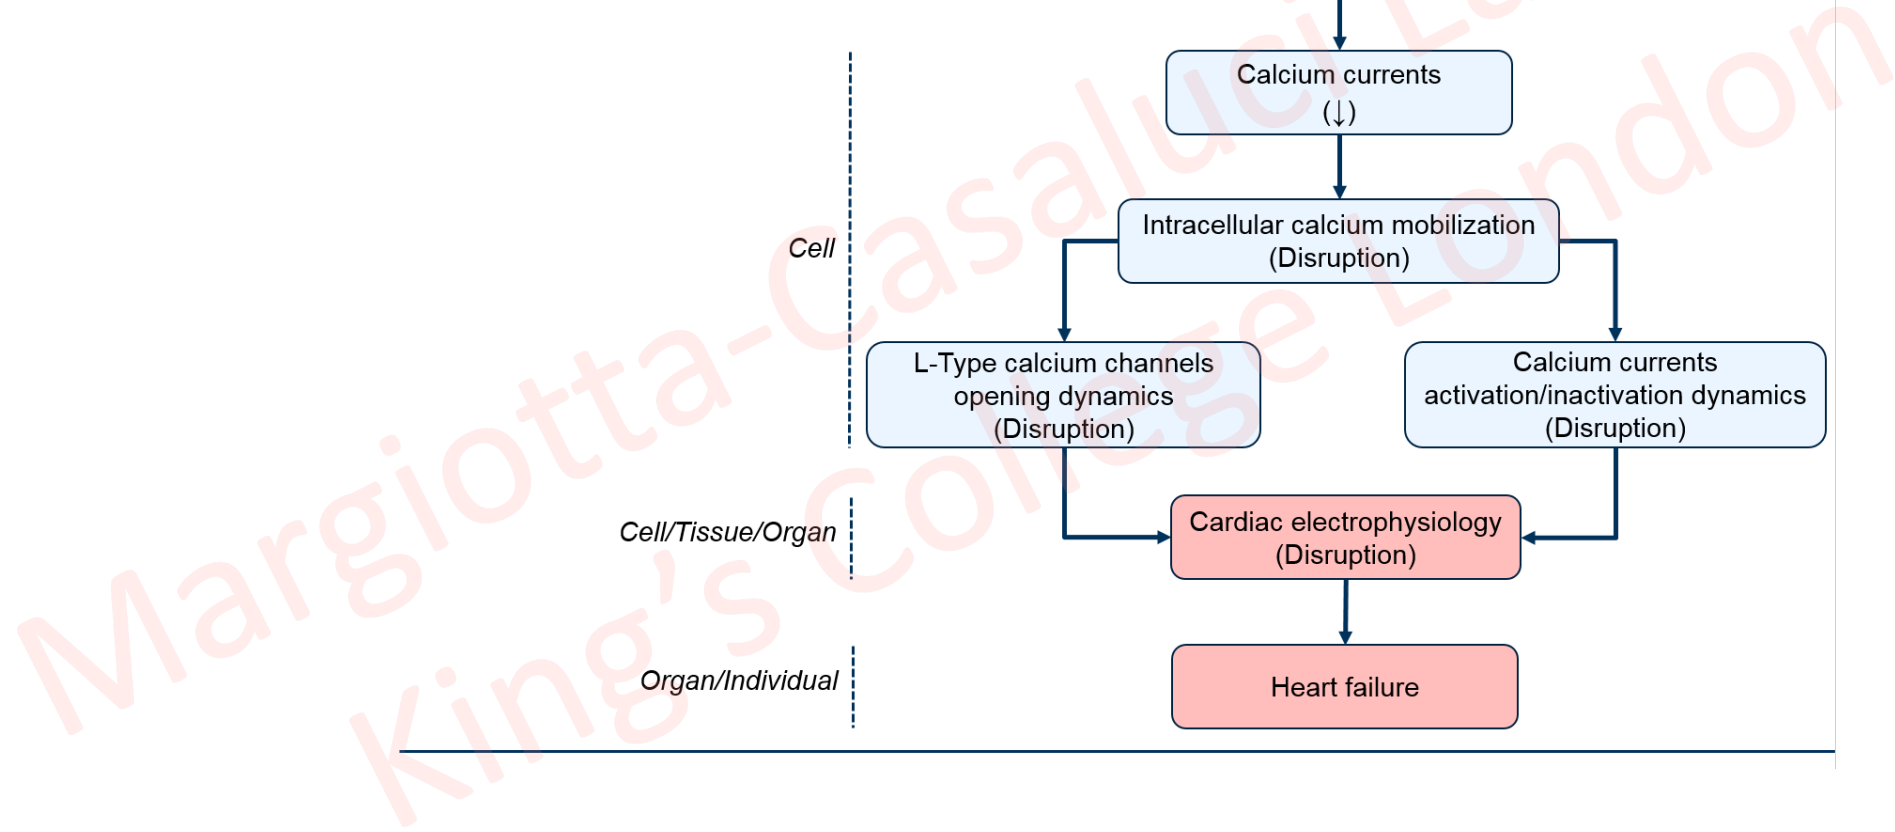 Calcium currents
(↓)
Cell
Intracellular calcium mobilization
(Disruption)
L-Type calcium channels
opening dynamics
(Disruption)
Calcium currents
activation/inactivation dynamics
(Disruption)
Cell/Tissue/Organ
Cardiac electrophysiology
(Disruption)
Organ/Individual
Heart failure
Margiotta-Casaluci
King's College London